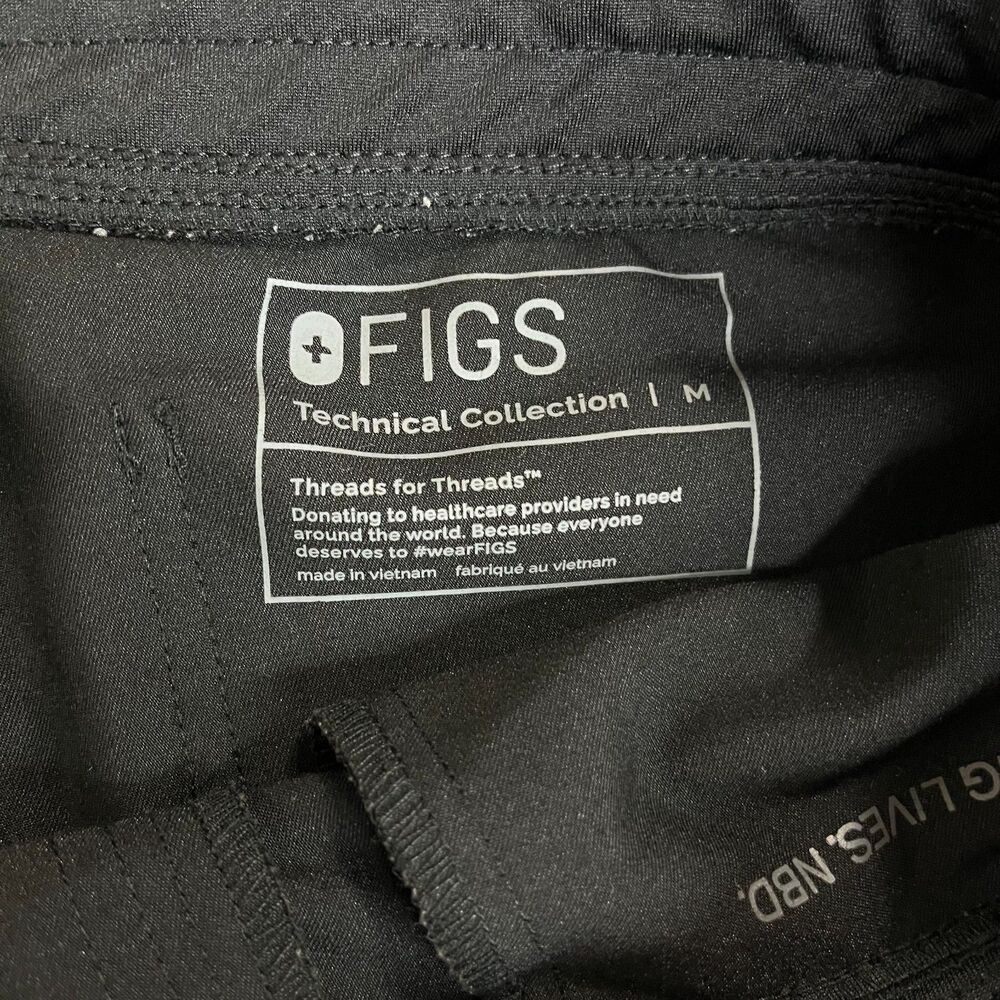 FIGS
Technical Collection | M
Threads for Threads™
Donating to healthcare providers in need
around the world. Because everyone
deserves to #wearFIGS
made in vietnam fabriqué au vietnam
LIVES. NBD.